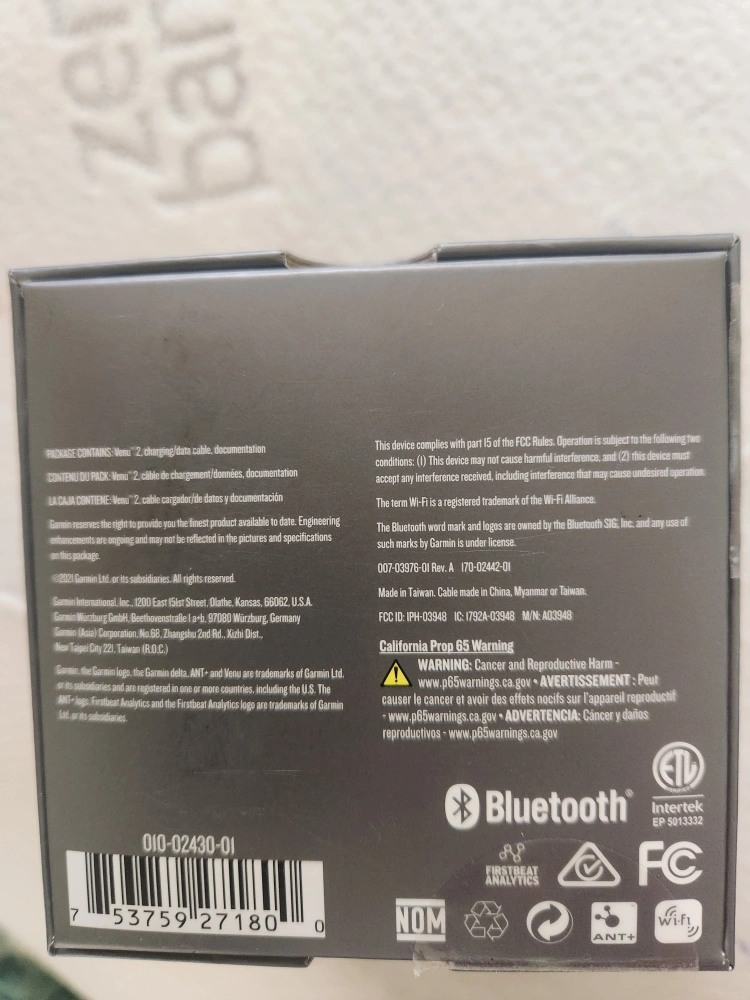 zen
bar
PACKAGE CONTAINS: Venu™ 2, charging/data cable, documentation
CONTENU DU PACK: Venu™ 2, câble de chargement/données, documentation
LA CAJA CONTIENE: Venu™ 2, cable cargador/de datos y documentación
Garmin reserves the right to provide you the finest product available to date. Engineering
enhancements are ongoing and may not be reflected in the pictures and specifications
on this package.
©2021 Garmin Ltd. or its subsidiaries. All rights reserved.
Garmin International, Inc., 1200 East 151st Street, Olathe, Kansas, 66062, U.S.A.
Garmin Würzburg GmbH, Beethovenstraße 1 a+b, 97080 Würzburg, Germany
Garmin (Asia) Corporation, No.68, Zhangshu 2nd Rd., Xizhi Dist.,
New Taipei City 221, Taiwan (R.O.C.)
Garmin, the Garmin logo, the Garmin delta, ANT+ and Venu are trademarks of Garmin Ltd.
or its subsidiaries and are registered in one or more countries, including the U.S. The
ANT+ logo, Firstbeat Analytics and the Firstbeat Analytics logo are trademarks of Garmin
Ltd. or its subsidiaries.
010-02430-01
7 53759 27180 0
This device complies with part 15 of the FCC Rules. Operation is subject to the following two
conditions: (1) This device may not cause harmful interference, and (2) this device must
accept any interference received, including interference that may cause undesired operation.
The term Wi-Fi is a registered trademark of the Wi-Fi Alliance.
The Bluetooth word mark and logos are owned by the Bluetooth SIG, Inc. and any use of
such marks by Garmin is under license.
007-03976-01 Rev. A 170-02442-01
Made in Taiwan. Cable made in China, Myanmar or Taiwan.
FCC ID: IPH-03948 IC: 1792A-03948 M/N: A03948
California Prop 65 Warning
WARNING: Cancer and Reproductive Harm -
www.p65warnings.ca.gov • AVERTISSEMENT : Peut
causer le cancer et avoir des effets nocifs sur l'appareil reproductif
- www.p65warnings.ca.gov • ADVERTENCIA: Cáncer y daños
reproductivos - www.p65warnings.ca.gov
Bluetooth®
ETL
Intertek
EP 5013332
FIRSTBEAT
ANALYTICS
FC
NOM
ANT+
Wi-Fi